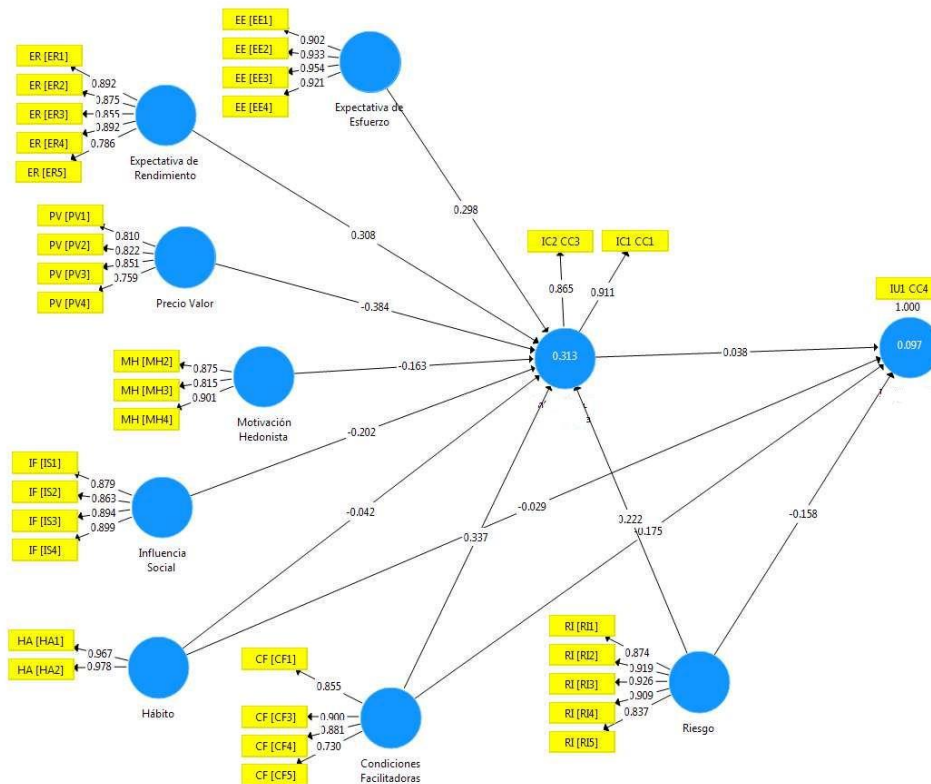 EE [EE1]
EE [EE2]
EE [EE3]
EE [EE4]
0.902
0.933
0.954
0.921
Expectativa de
Esfuerzo
ER [ER1]
ER [ER2]
ER [ER3]
ER [ER4]
ER [ER5]
0.892
0.875
0.855
0.892
0.786
Expectativa de
Rendimiento
0.298
0.308
PV [PV1]
PV [PV2]
PV [PV3]
PV [PV4]
0.810
0.822
0.851
0.759
Precio Valor
-0.384
IC2 CC3
IC1 CC1
0.865
0.911
IU1 CC4
1.000
0.313
0.038
0.097
MH [MH2]
MH [MH3]
MH [MH4]
0.875
0.815
0.901
Motivación
Hedonista
-0.163
-0.202
IF [IS1]
IF [IS2]
IF [IS3]
IF [IS4]
0.879
0.863
0.894
0.899
Influencia
Social
-0.042
-0.029
0.337
0.222
-0.175
-0.158
HA [HA1]
HA [HA2]
0.967
0.978
Hábito
CF [CF1]
CF [CF3]
CF [CF4]
CF [CF5]
0.855
0.900
0.881
0.730
Condiciones
Facilitadoras
RI [RI1]
RI [RI2]
RI [RI3]
RI [RI4]
RI [RI5]
0.874
0.919
0.926
0.909
0.837
Riesgo